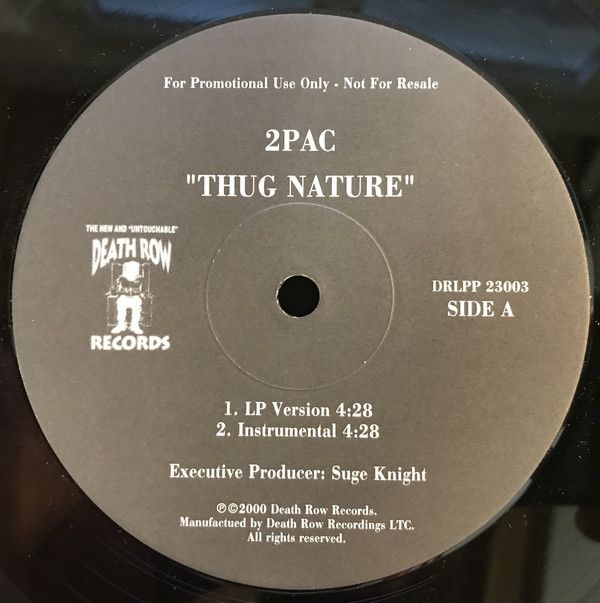 For Promotional Use Only - Not For Resale
2PAC
"THUG NATURE"
THE NEW AND "UNTOUCHABLE"
DEATH ROW
RECORDS
DRLPP 23003
SIDE A
1. LP Version 4:28
2. Instrumental 4:28
Executive Producer: Suge Knight
℗©2000 Death Row Records.
Manufactued by Death Row Recordings LTC.
All rights reserved.